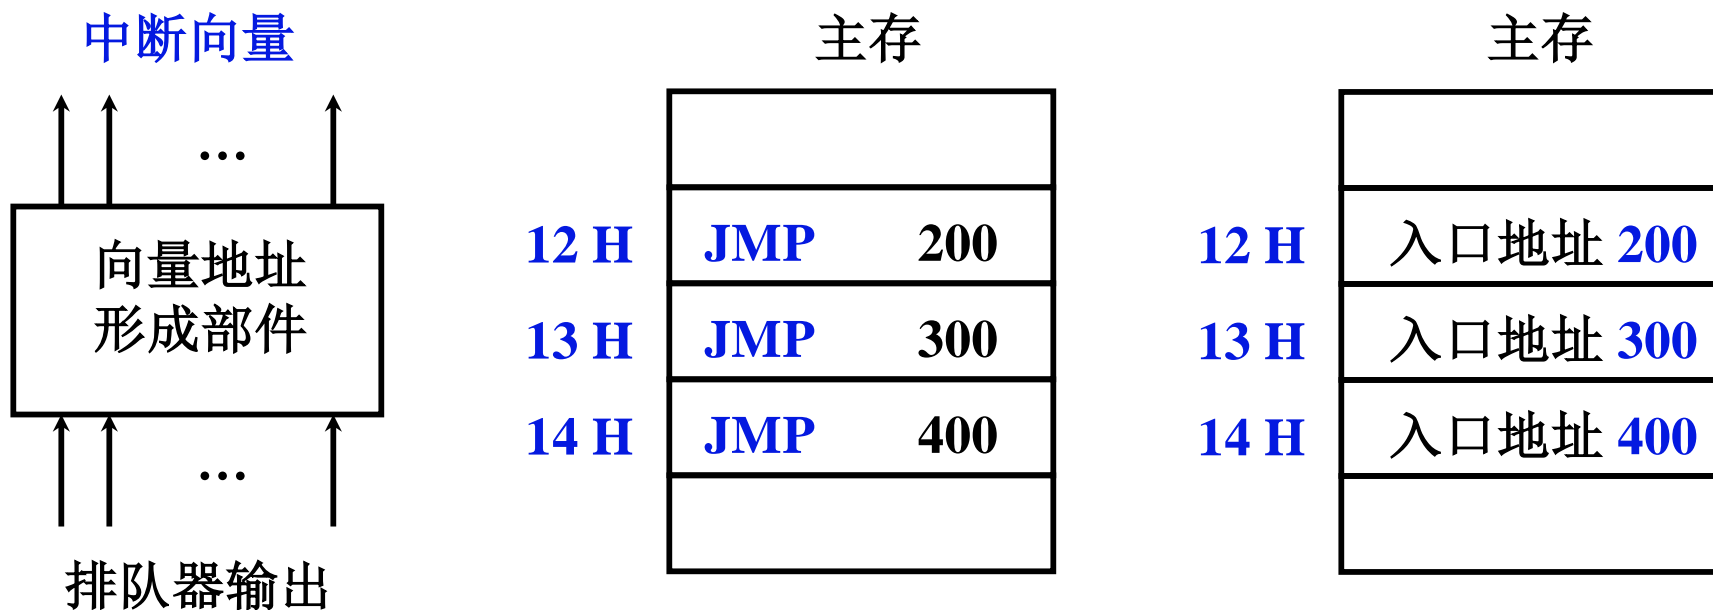 中断向量
…
向量地址
形成部件
…
排队器输出
主存
12 H JMP 200
13 H JMP 300
14 H JMP 400
主存
12 H 入口地址 200
13 H 入口地址 300
14 H 入口地址 400